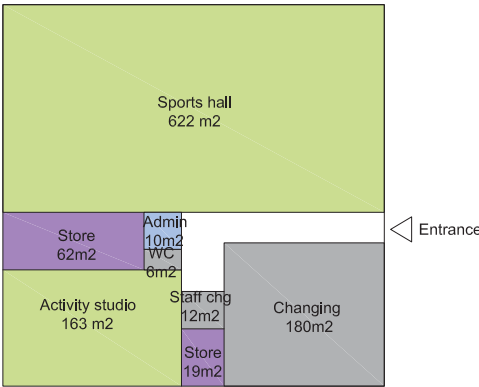 Sports hall
622 m2
Admin
10m2
Entrance
Store
62m2
WC
6m2
Activity studio
163 m2
Staff chg
12m2
Changing
180m2
Store
19m2